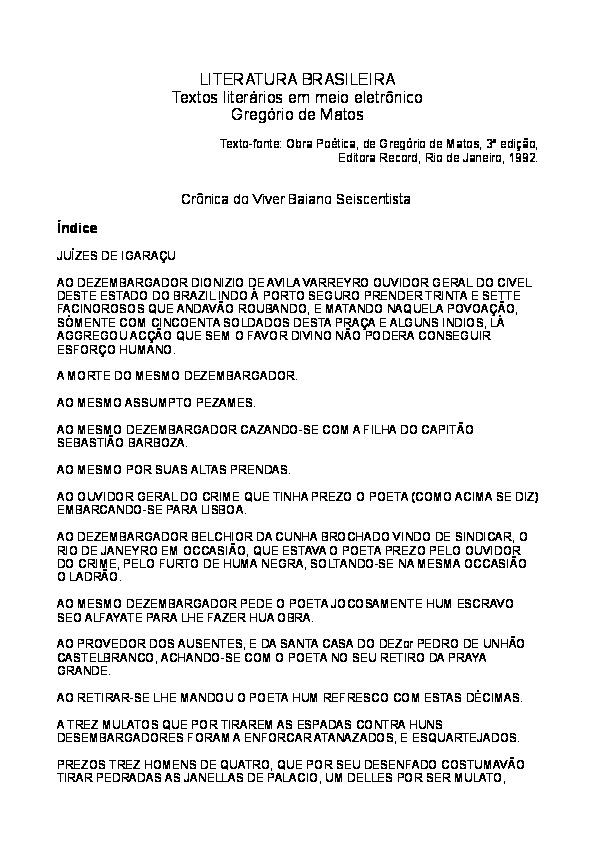 LITERATURA BRASILEIRA
Textos literários em meio eletrônico
Gregório de Matos
Texto-fonte: Obra Poética, de Gregório de Matos, 3ª edição,
Editora Record, Rio de Janeiro, 1992.
Crônica do Viver Baiano Seiscentista
Índice
JUÍZES DE IGARAÇU
AO DEZEMBARGADOR DIONIZIO DE AVILA VARREYRO OUVIDOR GERAL DO CIVEL
DESTE ESTADO DO BRAZIL INDO À PORTO SEGURO PRENDER TRINTA E SETTE
FACINOROSOS QUE ANDAVÃO ROUBANDO, E MATANDO NAQUELA POVOAÇÃO,
SÓMENTE COM CINCOENTA SOLDADOS DESTA PRAÇA E ALGUNS INDIOS, LÁ
AGGREGOU ACÇÃO QUE SEM O FAVOR DIVINO NÃO PODERA CONSEGUIR
ESFORÇO HUMANO.
A MORTE DO MESMO DEZEMBARGADOR.
AO MESMO ASSUMPTO PEZAMES.
AO MESMO DEZEMBARGADOR CAZANDO-SE COM A FILHA DO CAPITÃO
SEBASTIÃO BARBOZA.
AO MESMO POR SUAS ALTAS PRENDAS.
AO OUVIDOR GERAL DO CRIME QUE TINHA PREZO O POETA (COMO ACIMA SE DIZ)
EMBARCANDO-SE PARA LISBOA.
AO DEZEMBARGADOR BELCHIOR DA CUNHA BROCHADO VINDO DE SINDICAR, O
RIO DE JANEYRO EM OCCASIÃO, QUE ESTAVA O POETA PREZO PELO OUVIDOR
DO CRIME, PELO FURTO DE HUMA NEGRA, SOLTANDO-SE NA MESMA OCCASIÃO
O LADRÃO.
AO MESMO DEZEMBARGADOR PEDE O POETA JOCOSAMENTE HUM ESCRAVO
SEO ALFAYATE PARA LHE FAZER HUA OBRA.
AO PROVEDOR DOS AUSENTES, E DA SANTA CASA DO DEZor PEDRO DE UNHÃO
CASTELBRANCO, ACHANDO-SE COM O POETA NO SEU RETIRO DA PRAYA
GRANDE.
AO RETIRAR-SE LHE MANDOU O POETA HUM REFRESCO COM ESTAS DÉCIMAS.
A TREZ MULATOS QUE POR TIRAREM AS ESPADAS CONTRA HUNS
DESEMBARGADORES FORAM A ENFORCAR ATANAZADOS, E ESQUARTEJADOS.
PREZOS TREZ HOMENS DE QUATRO, QUE POR SEU DESENFADO COSTUMAVÃO
TIRAR PEDRADAS AS JANELLAS DE PALACIO, UM DELLES POR SER MULATO,